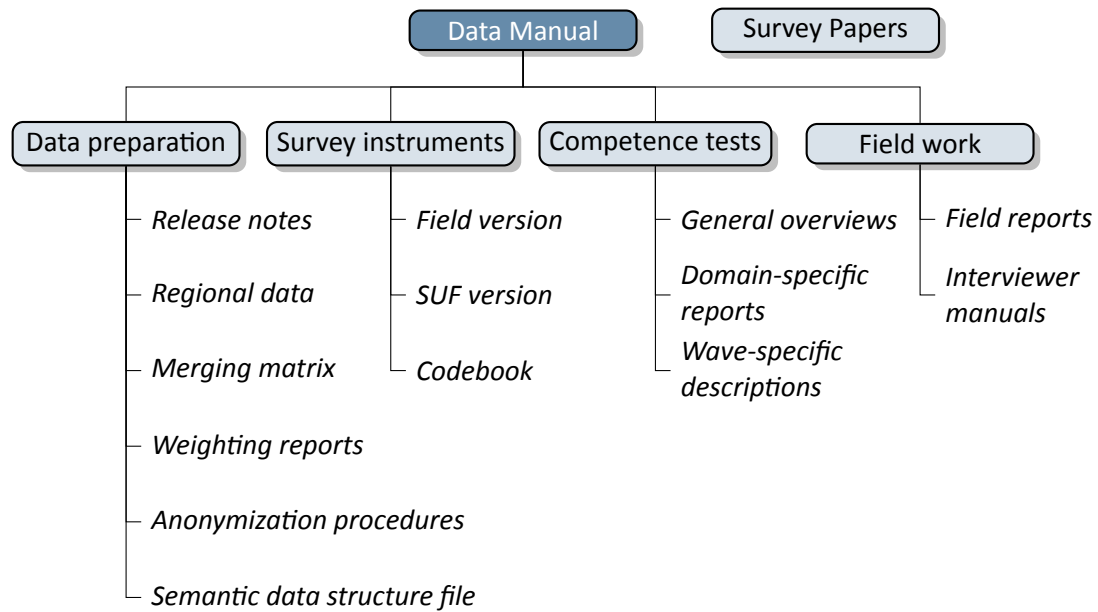 Data Manual
Survey Papers
Data preparation
Survey instruments
Competence tests
Field work
Release notes
Regional data
Merging matrix
Weighting reports
Anonymization procedures
Semantic data structure file
Field version
SUF version
Codebook
General overviews
Domain-specific
reports
Wave-specific
descriptions
Field reports
Interviewer
manuals